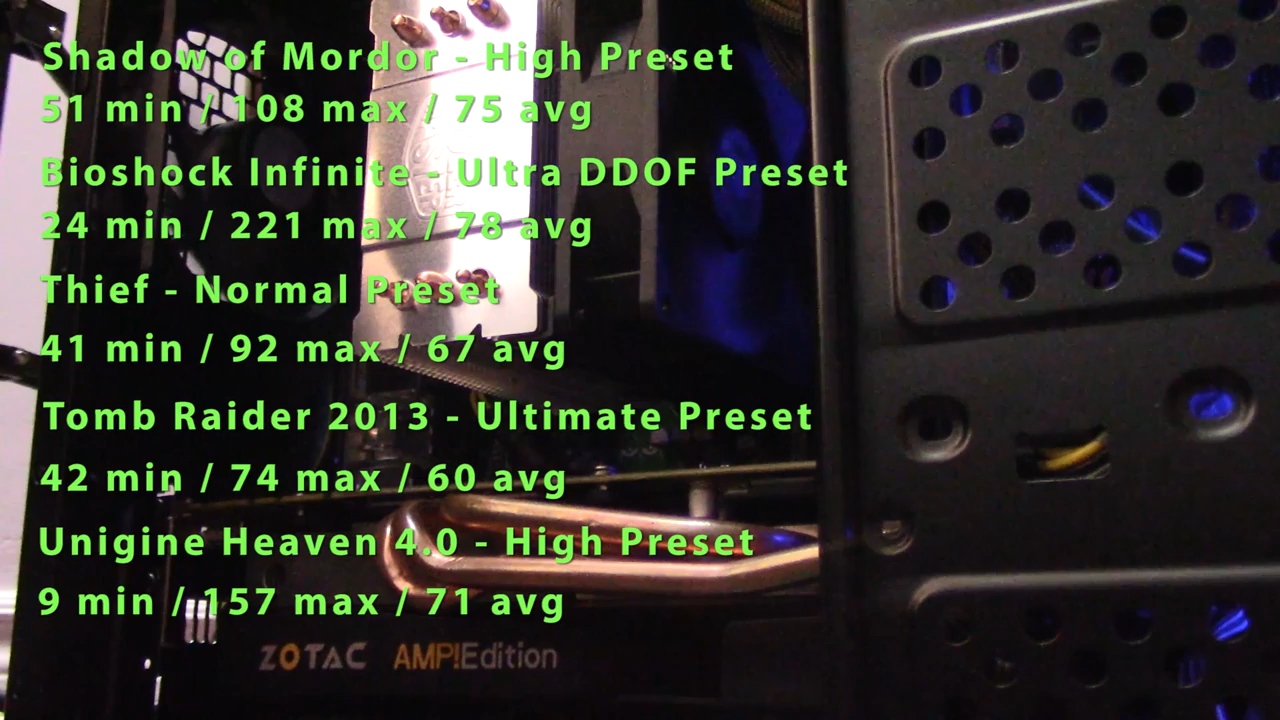 Shadow of Mordor - High Preset
51 min / 108 max / 75 avg
Bioshock Infinite - Ultra DDOF Preset
24 min / 221 max / 78 avg
Thief - Normal Preset
41 min / 92 max / 67 avg
Tomb Raider 2013 - Ultimate Preset
42 min / 74 max / 60 avg
Unigine Heaven 4.0 - High Preset
9 min / 157 max / 71 avg
ZOTAC AMP!Edition